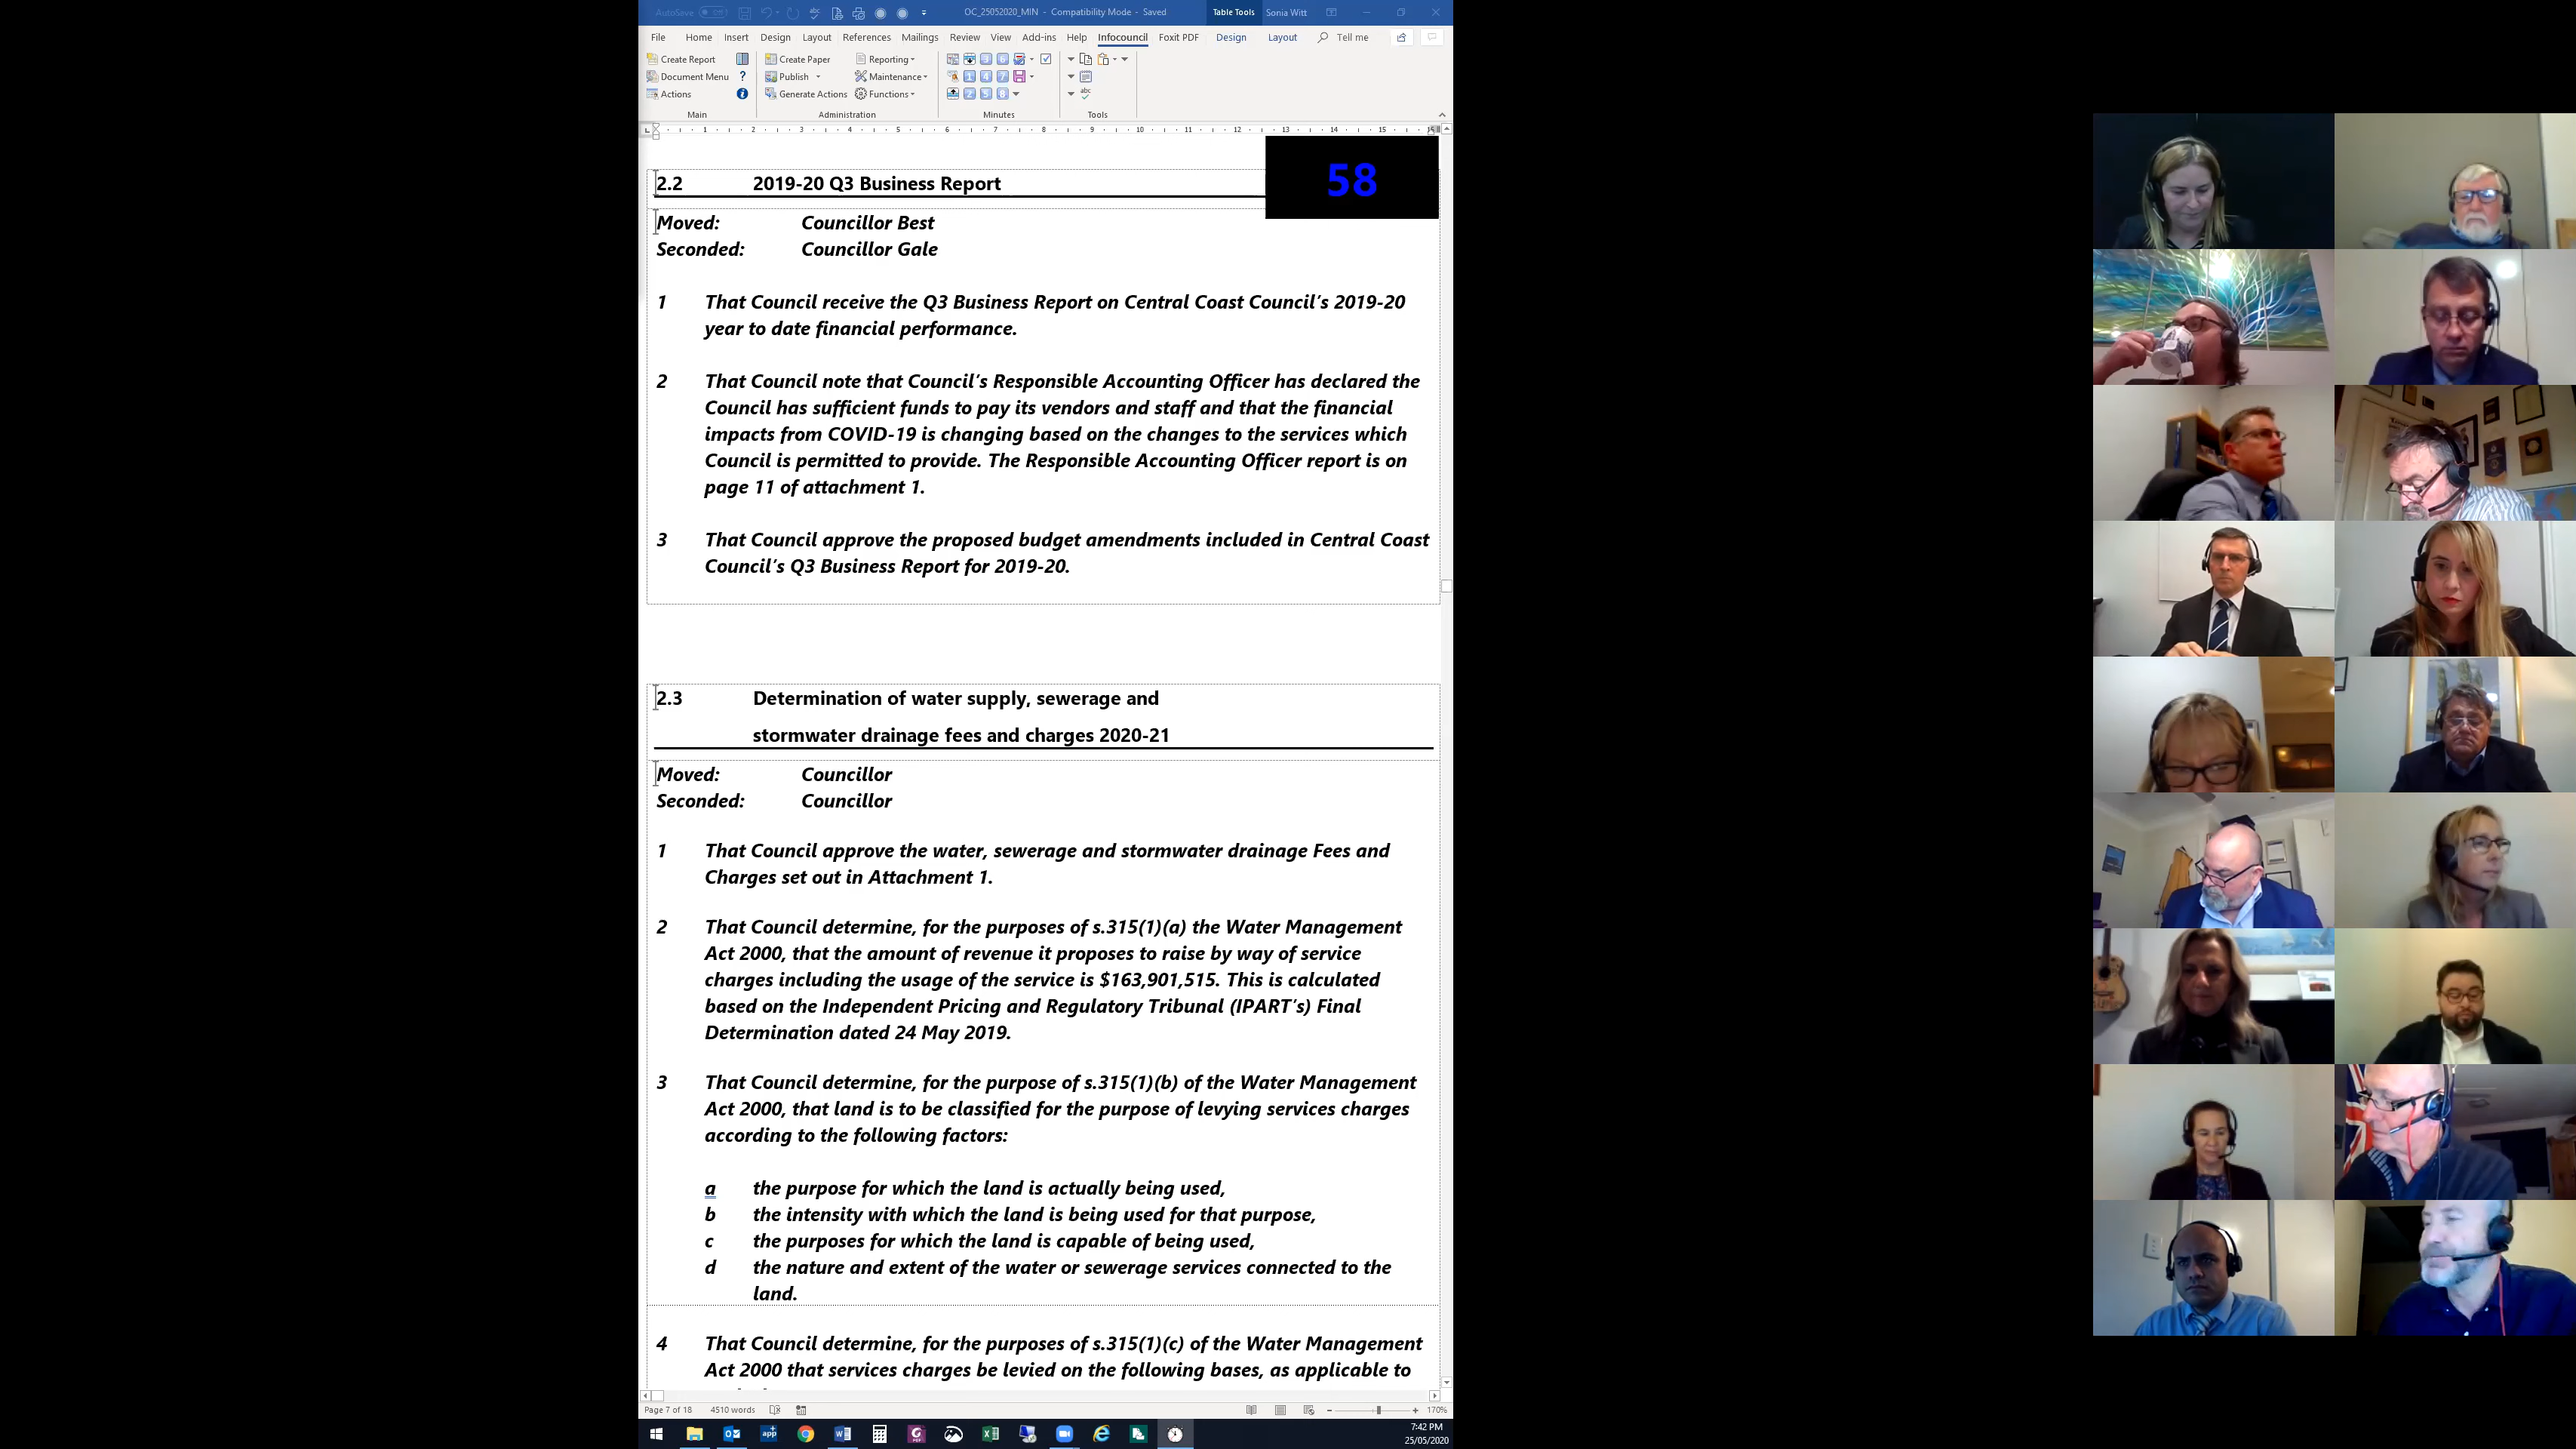 AutoSave Off OC_25052020_MIN - Compatibility Mode - Saved Table Tools Sonia Witt
File Home Insert Design Layout References Mailings Review View Add-ins Help Infocouncil Foxit PDF Design Layout Tell me
Create Report Create Paper Reporting
Document Menu Publish Maintenance
Actions Generate Actions Functions
Main Administration Minutes Tools
1 2 3 4 5 6 7 8 9 10 11 12 13 14 15
58
2.2 2019-20 Q3 Business Report
Moved: Councillor Best
Seconded: Councillor Gale
1 That Council receive the Q3 Business Report on Central Coast Council's 2019-20
year to date financial performance.
2 That Council note that Council's Responsible Accounting Officer has declared the
Council has sufficient funds to pay its vendors and staff and that the financial
impacts from COVID-19 is changing based on the changes to the services which
Council is permitted to provide. The Responsible Accounting Officer report is on
page 11 of attachment 1.
3 That Council approve the proposed budget amendments included in Central Coast
Council's Q3 Business Report for 2019-20.
2.3 Determination of water supply, sewerage and
stormwater drainage fees and charges 2020-21
Moved: Councillor
Seconded: Councillor
1 That Council approve the water, sewerage and stormwater drainage Fees and
Charges set out in Attachment 1.
2 That Council determine, for the purposes of s.315(1)(a) the Water Management
Act 2000, that the amount of revenue it proposes to raise by way of service
charges including the usage of the service is $163,901,515. This is calculated
based on the Independent Pricing and Regulatory Tribunal (IPART's) Final
Determination dated 24 May 2019.
3 That Council determine, for the purpose of s.315(1)(b) of the Water Management
Act 2000, that land is to be classified for the purpose of levying services charges
according to the following factors:
a the purpose for which the land is actually being used,
b the intensity with which the land is being used for that purpose,
c the purposes for which the land is capable of being used,
d the nature and extent of the water or sewerage services connected to the
land.
4 That Council determine, for the purposes of s.315(1)(c) of the Water Management
Act 2000 that services charges be levied on the following bases, as applicable to
Page 7 of 18 4510 words 170%
7:42 PM
25/05/2020